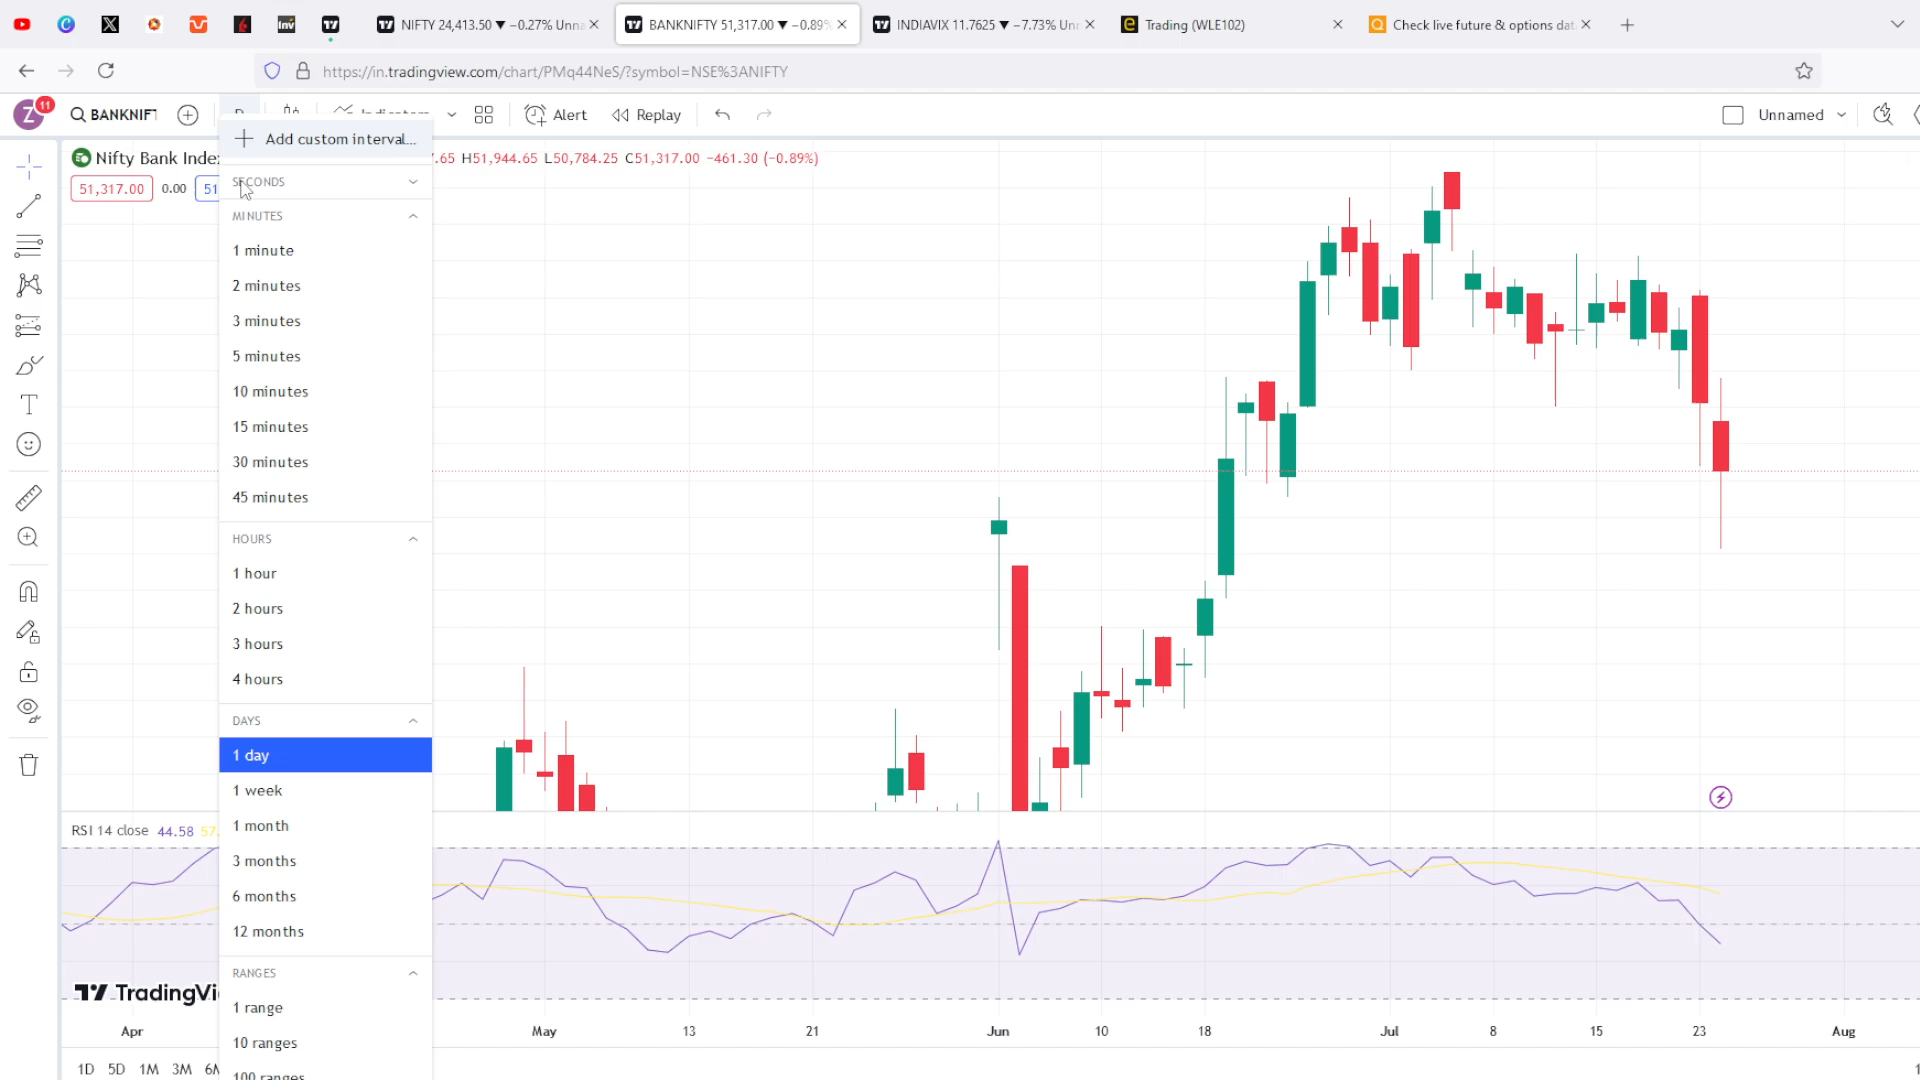 NIFTY 24,413.50 ▼ −0.27% Unna
BANKNIFTY 51,317.00 ▼ −0.89%
INDIAVIX 11.7625 ▼ −7.73% Un
Trading (WLE102)
Check live future & options dat
https://in.tradingview.com/chart/PMq44NeS/?symbol=NSE%3ANIFTY
Z 11
BANKNIFT
D
Indicators
Alert
Replay
Unnamed
Add custom interval...
Nifty Bank Inde
7.65 H51,944.65 L50,784.25 C51,317.00 −461.30 (−0.89%)
51,317.00 0.00 51
SECONDS
MINUTES
1 minute
2 minutes
3 minutes
5 minutes
10 minutes
15 minutes
30 minutes
45 minutes
HOURS
1 hour
2 hours
3 hours
4 hours
DAYS
1 day
1 week
1 month
3 months
6 months
12 months
RANGES
1 range
10 ranges
100 ranges
RSI 14 close 44.58 57.
TradingVi
Apr May 13 21 Jun 10 18 Jul 8 15 23 Aug
1D 5D 1M 3M 6M